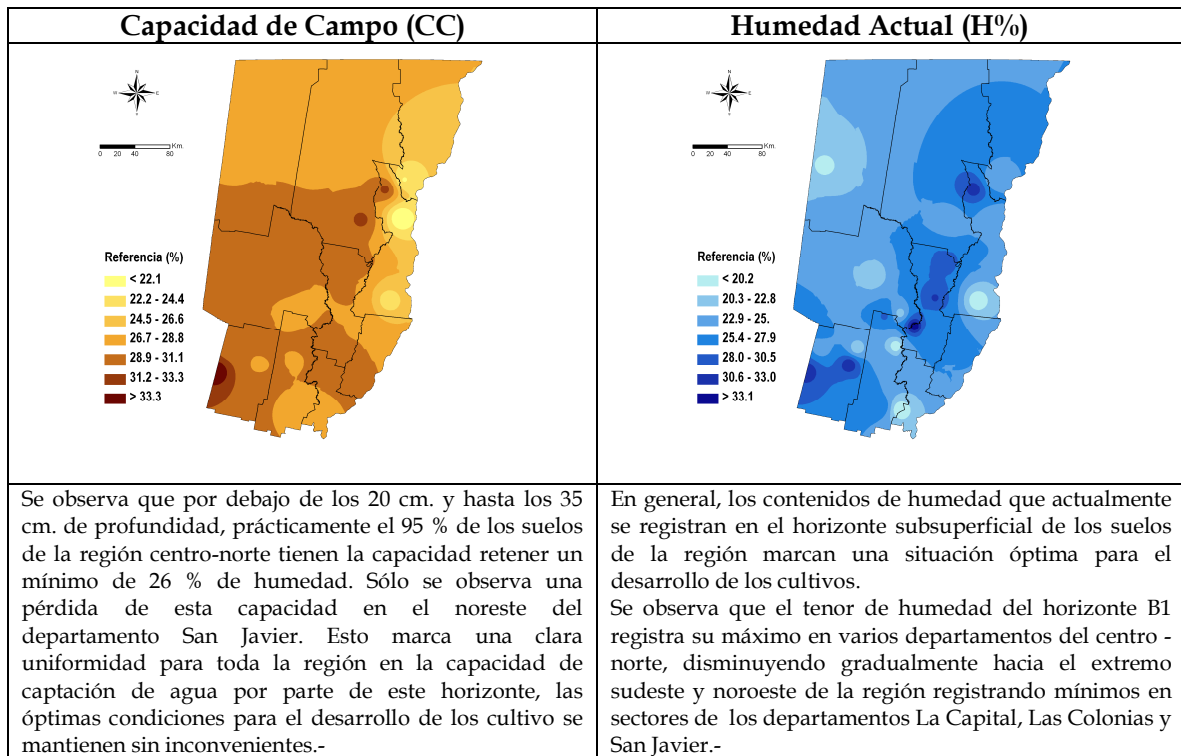 Capacidad de Campo (CC)
Humedad Actual (H%)
N
W E
S
Km.
0 20 40 80
Referencia (%)
< 22.1
22.2 - 24.4
24.5 - 26.6
26.7 - 28.8
28.9 - 31.1
31.2 - 33.3
> 33.3
N
W E
S
Km.
0 20 40 80
Referencia (%)
< 20.2
20.3 - 22.8
22.9 - 25.
25.4 - 27.9
28.0 - 30.5
30.6 - 33.0
> 33.1
Se observa que por debajo de los 20 cm. y hasta los 35
cm. de profundidad, prácticamente el 95 % de los suelos
de la región centro-norte tienen la capacidad retener un
mínimo de 26 % de humedad. Sólo se observa una
pérdida de esta capacidad en el noreste del
departamento San Javier. Esto marca una clara
uniformidad para toda la región en la capacidad de
captación de agua por parte de este horizonte, las
óptimas condiciones para el desarrollo de los cultivo se
mantienen sin inconvenientes.-
En general, los contenidos de humedad que actualmente
se registran en el horizonte subsuperficial de los suelos
de la región marcan una situación óptima para el
desarrollo de los cultivos.
Se observa que el tenor de humedad del horizonte B1
registra su máximo en varios departamentos del centro -
norte, disminuyendo gradualmente hacia el extremo
sudeste y noroeste de la región registrando mínimos en
sectores de los departamentos La Capital, Las Colonias y
San Javier.-